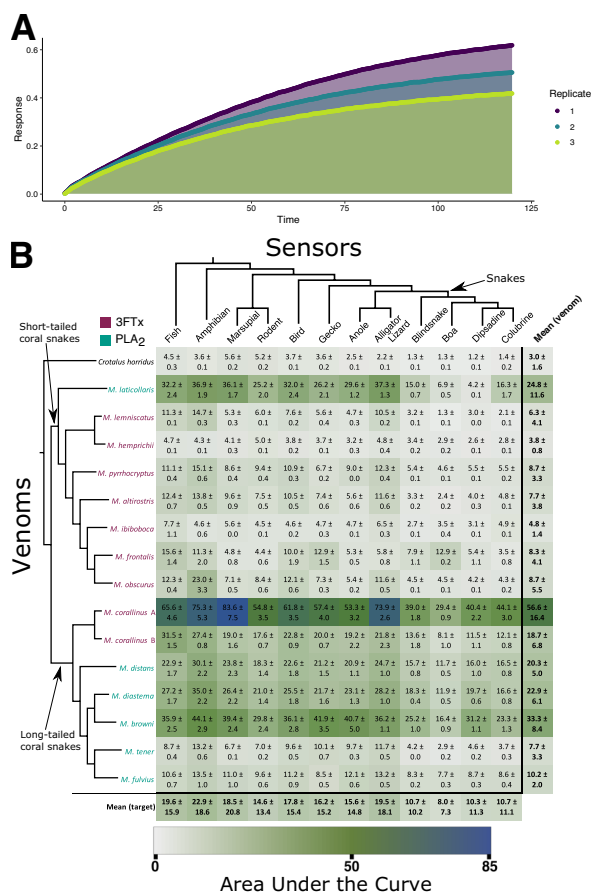 A
0.6
0.4
0.2
0.0
Response
0
25
50
75
100
125
Time
Replicate
1
2
3
B
Sensors
Snakes
3FTx
PLA2
Short-tailed
coral snakes
Fish
Amphibian
Marsupial
Rodent
Bird
Gecko
Anole
Alligator
Lizard
Blindsnake
Boa
Dipsadine
Colubrine
Mean (venom)
Venoms
Crotalus horridus 4.5 ± 3.6 ± 5.6 ± 5.2 ± 3.7 ± 3.6 ± 2.5 ± 2.2 ± 1.3 ± 1.3 ± 1.2 ± 1.4 ± 3.0 ±
0.3 0.1 0.2 0.2 0.1 0.2 0.1 0.1 0.1 0.1 0.2 0.2 1.6
M. laticollaris 32.2 ± 36.9 ± 36.1 ± 25.2 ± 32.0 ± 26.2 ± 29.6 ± 37.3 ± 15.0 ± 6.9 ± 4.2 ± 16.3 ± 24.8 ±
2.4 1.9 1.7 2.0 2.4 2.1 1.2 1.3 0.7 0.5 0.2 1.7 11.6
M. lemniscatus 11.3 ± 14.7 ± 5.3 ± 6.0 ± 7.6 ± 5.6 ± 4.7 ± 10.5 ± 3.2 ± 1.3 ± 3.0 ± 2.1 ± 6.3 ±
0.1 0.3 0.3 0.1 0.2 0.4 0.2 0.3 0.2 0.0 0.1 0.2 4.1
M. hemprichii 4.7 ± 4.3 ± 4.1 ± 5.0 ± 3.8 ± 3.7 ± 3.2 ± 4.8 ± 3.4 ± 2.9 ± 2.6 ± 2.8 ± 3.8 ±
0.1 0.2 0.1 0.3 0.2 0.2 0.3 0.4 0.2 0.5 0.1 0.3 0.8
M. pyrrhocryptus 11.1 ± 15.1 ± 8.6 ± 9.4 ± 10.9 ± 6.7 ± 9.0 ± 12.3 ± 5.4 ± 4.6 ± 5.5 ± 5.5 ± 8.7 ±
0.4 0.6 0.4 0.4 0.3 0.2 0.0 0.4 0.1 0.1 0.2 0.2 3.3
M. altirostris 12.4 ± 13.8 ± 9.6 ± 7.5 ± 10.5 ± 7.4 ± 5.6 ± 11.6 ± 3.3 ± 2.4 ± 4.0 ± 4.8 ± 7.7 ±
0.7 0.5 0.9 0.5 0.5 0.6 0.6 0.6 0.2 0.2 0.1 0.2 3.8
M. ibiboboca 7.7 ± 4.6 ± 5.6 ± 4.5 ± 4.6 ± 4.7 ± 4.7 ± 6.5 ± 2.7 ± 3.5 ± 3.1 ± 4.9 ± 4.8 ±
1.1 0.6 0.0 0.1 0.2 0.2 0.1 0.1 0.4 0.2 0.1 0.1 1.4
M. frontalis 15.6 ± 11.3 ± 4.8 ± 4.4 ± 10.0 ± 12.9 ± 5.3 ± 5.8 ± 7.9 ± 12.9 ± 5.4 ± 3.5 ± 8.3 ±
1.4 2.0 0.8 0.6 1.9 1.5 0.5 0.8 1.1 0.2 1.2 0.5 4.1
M. obscurus 12.3 ± 23.0 ± 7.1 ± 8.4 ± 12.1 ± 7.3 ± 5.4 ± 11.6 ± 4.5 ± 4.5 ± 4.2 ± 4.3 ± 8.7 ±
0.4 3.3 0.5 0.4 0.6 0.3 0.2 0.4 0.5 0.1 0.1 0.2 5.5
M. corallinus A 65.6 ± 75.3 ± 83.6 ± 54.8 ± 61.8 ± 57.4 ± 53.3 ± 73.9 ± 39.0 ± 29.4 ± 40.4 ± 44.1 ± 56.6 ±
4.6 5.3 7.5 3.5 3.5 4.0 3.2 2.6 1.8 0.9 2.2 3.0 16.4
M. corallinus B 31.5 ± 27.4 ± 19.0 ± 17.6 ± 22.8 ± 20.0 ± 19.2 ± 21.8 ± 13.6 ± 8.1 ± 11.5 ± 12.1 ± 18.7 ±
1.5 0.8 1.6 0.7 0.9 0.7 2.2 2.3 1.8 0.3 1.1 0.8 6.8
M. distans 22.9 ± 30.1 ± 23.8 ± 18.3 ± 22.6 ± 21.2 ± 20.9 ± 24.7 ± 15.7 ± 11.7 ± 16.0 ± 16.5 ± 20.3 ±
1.7 2.2 2.2 1.4 1.8 1.5 1.1 1.0 1.1 0.7 1.2 0.8 5.0
M. diastema 27.2 ± 35.0 ± 26.4 ± 21.0 ± 25.5 ± 21.7 ± 23.1 ± 28.2 ± 18.3 ± 11.9 ± 19.7 ± 16.6 ± 22.9 ±
2.2 2.2 2.2 1.4 1.8 1.6 1.3 1.0 1.3 0.4 1.6 0.8 6.1
M. browni 35.9 ± 44.1 ± 39.4 ± 29.8 ± 36.1 ± 41.9 ± 40.7 ± 36.2 ± 25.2 ± 16.4 ± 31.2 ± 23.3 ± 33.3 ±
2.5 2.9 2.4 2.4 2.8 3.5 5.0 1.1 1.0 0.9 1.1 1.3 8.4
M. tener 8.7 ± 13.2 ± 6.7 ± 7.0 ± 9.6 ± 10.1 ± 9.7 ± 11.7 ± 4.2 ± 2.9 ± 4.6 ± 3.7 ± 7.7 ±
0.4 0.6 0.1 0.2 0.5 0.7 0.3 0.5 0.2 0.2 0.2 0.3 3.3
M. fulvius 10.6 ± 13.5 ± 11.0 ± 9.6 ± 11.2 ± 8.5 ± 12.1 ± 13.2 ± 8.3 ± 7.7 ± 8.7 ± 8.6 ± 10.2 ±
0.7 1.0 1.0 0.6 0.9 0.5 0.6 0.2 0.8 0.3 0.7 0.4 2.0
Long-tailed
coral snakes
Mean (target) 19.6 ± 22.9 ± 18.5 ± 14.6 ± 17.8 ± 16.2 ± 15.6 ± 19.5 ± 10.7 ± 8.0 ± 10.3 ± 10.7 ±
15.9 18.6 20.8 13.4 15.4 15.2 14.8 18.1 10.2 7.3 11.3 11.1
0
50
85
Area Under the Curve